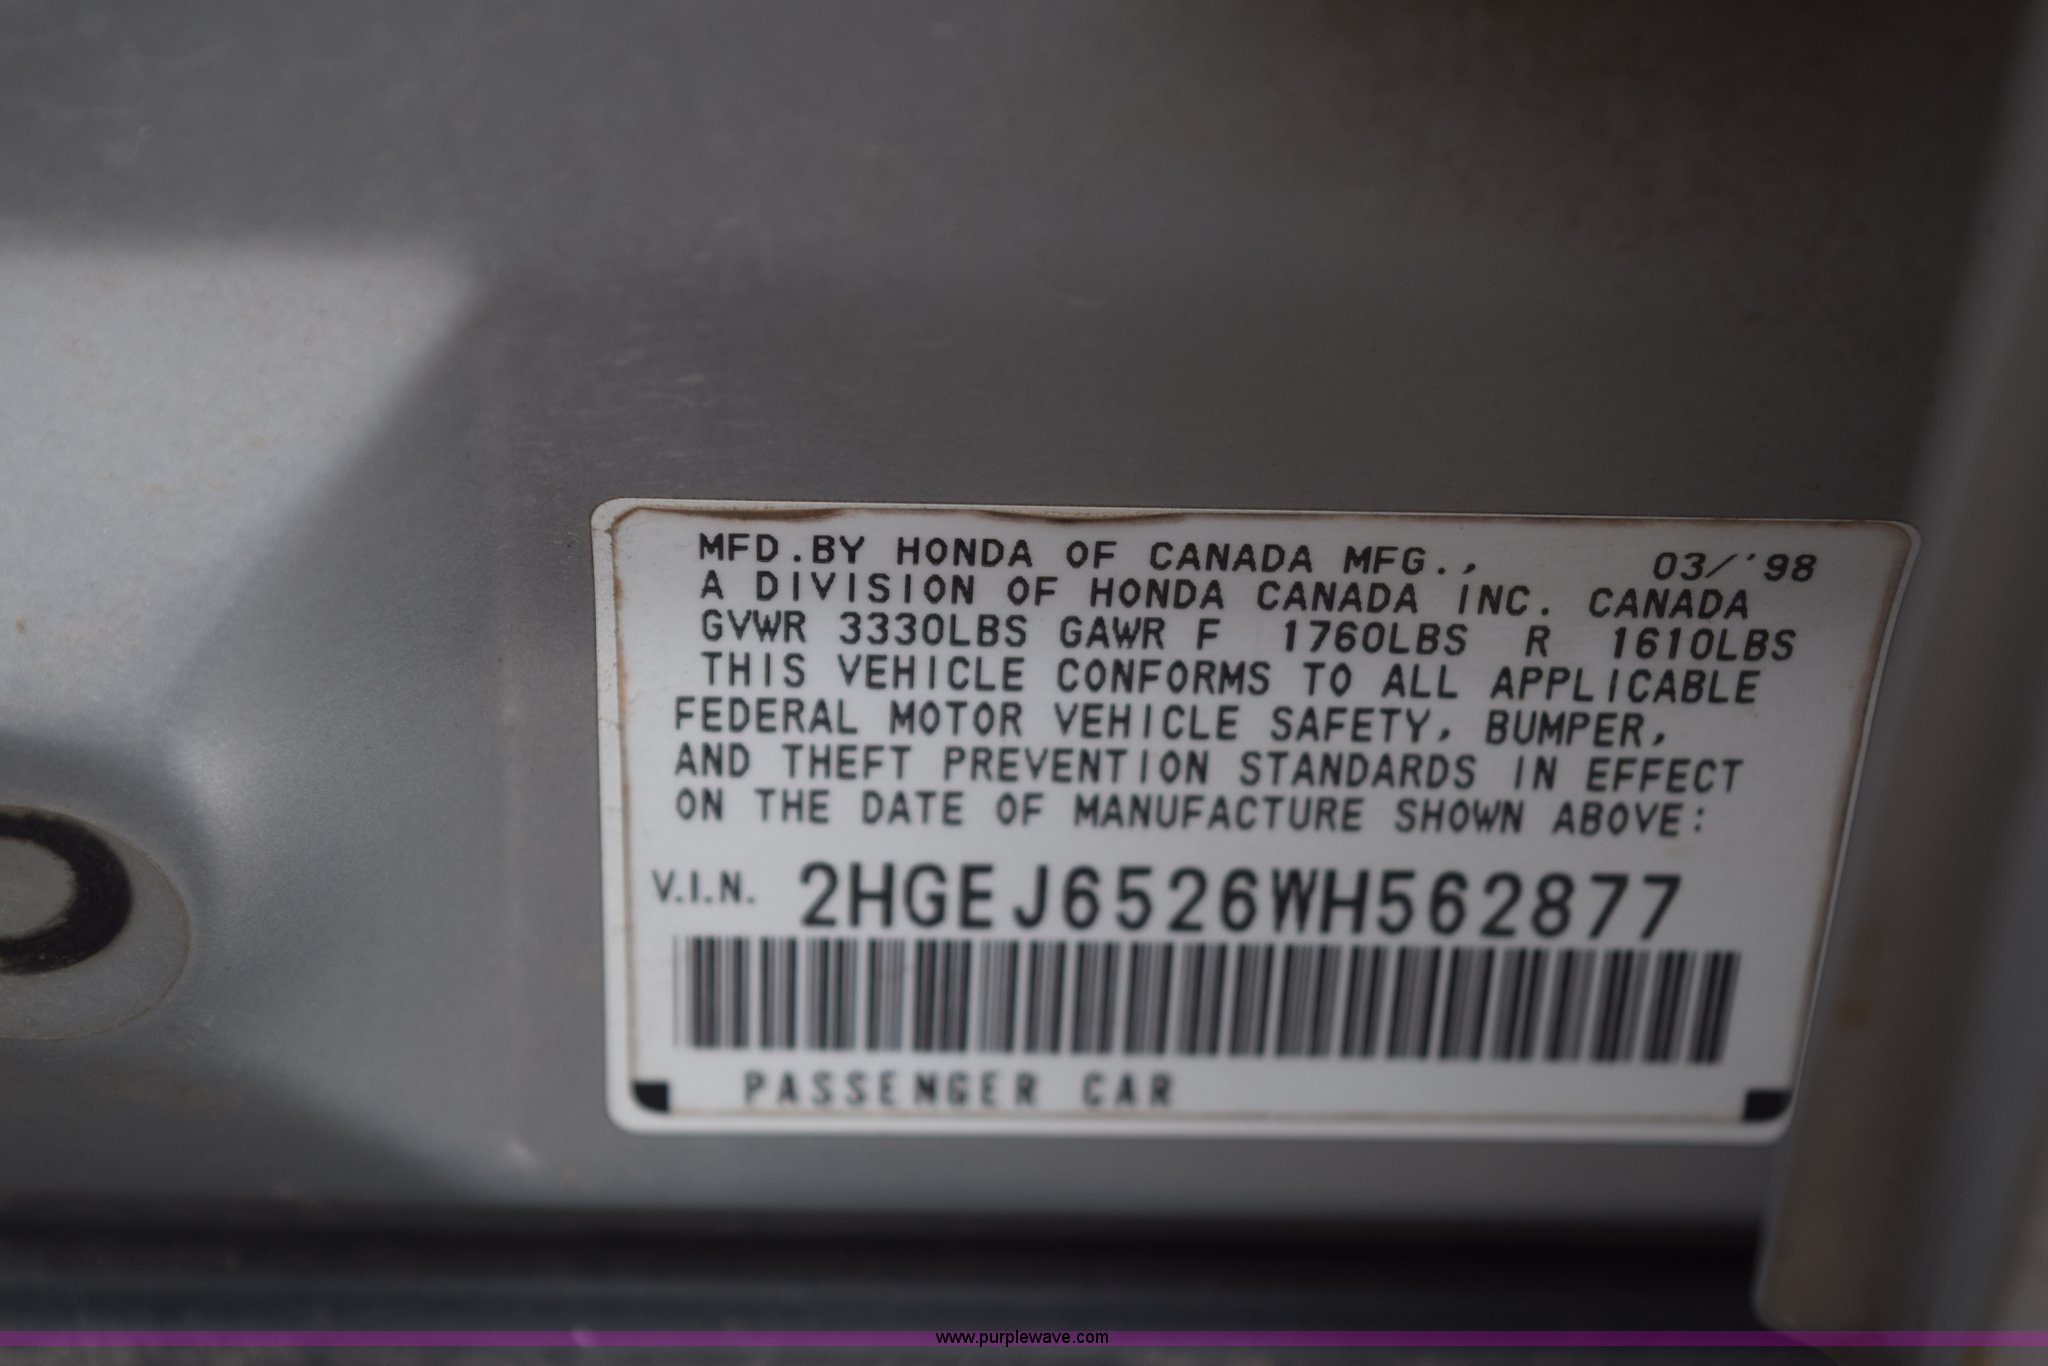 MFD.BY HONDA OF CANADA MFG., 03/'98
A DIVISION OF HONDA CANADA INC. CANADA
GVWR 3330LBS GAWR F 1760LBS R 1610LBS
THIS VEHICLE CONFORMS TO ALL APPLICABLE
FEDERAL MOTOR VEHICLE SAFETY, BUMPER,
AND THEFT PREVENTION STANDARDS IN EFFECT
ON THE DATE OF MANUFACTURE SHOWN ABOVE:
V.I.N. 2HGEJ6526WH562877
PASSENGER CAR
www.purplewave.com